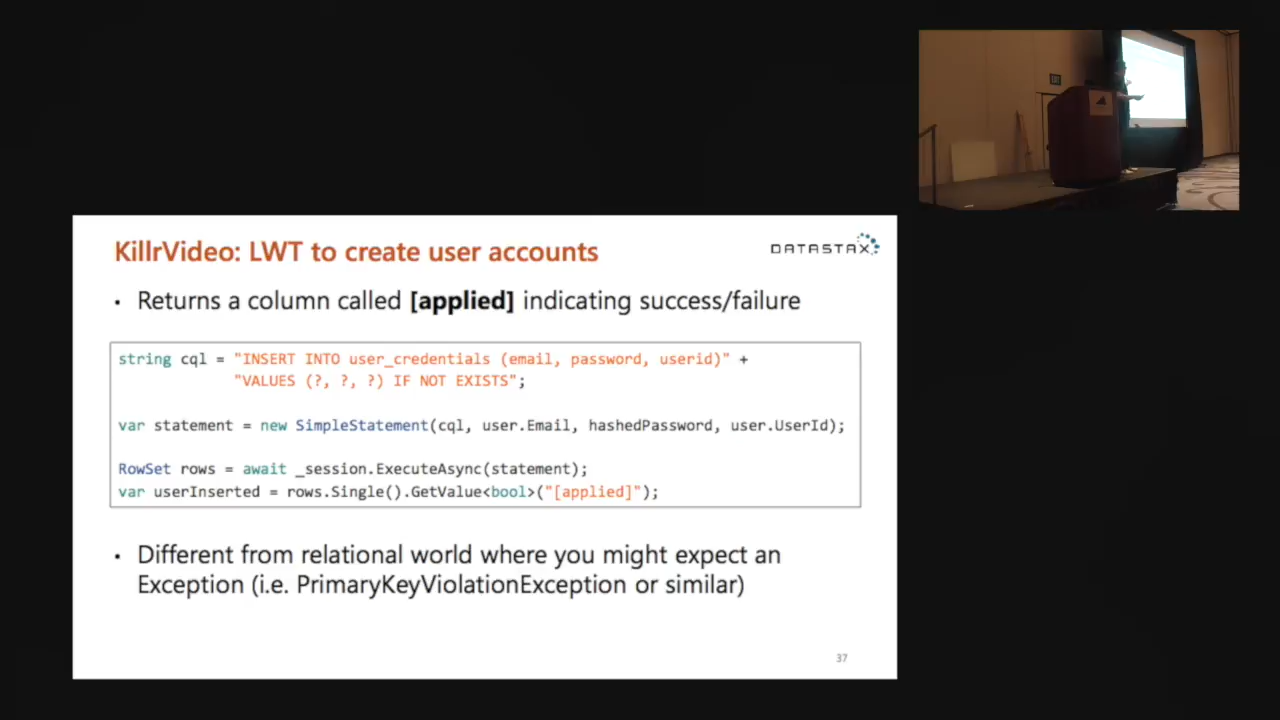 KillrVideo: LWT to create user accounts
DATASTAX
• Returns a column called [applied] indicating success/failure
string cql = "INSERT INTO user_credentials (email, password, userid)" +
"VALUES (?, ?, ?) IF NOT EXISTS";
var statement = new SimpleStatement(cql, user.Email, hashedPassword, user.UserId);
RowSet rows = await _session.ExecuteAsync(statement);
var userInserted = rows.Single().GetValue<bool>("[applied]");
• Different from relational world where you might expect an
Exception (i.e. PrimaryKeyViolationException or similar)
37